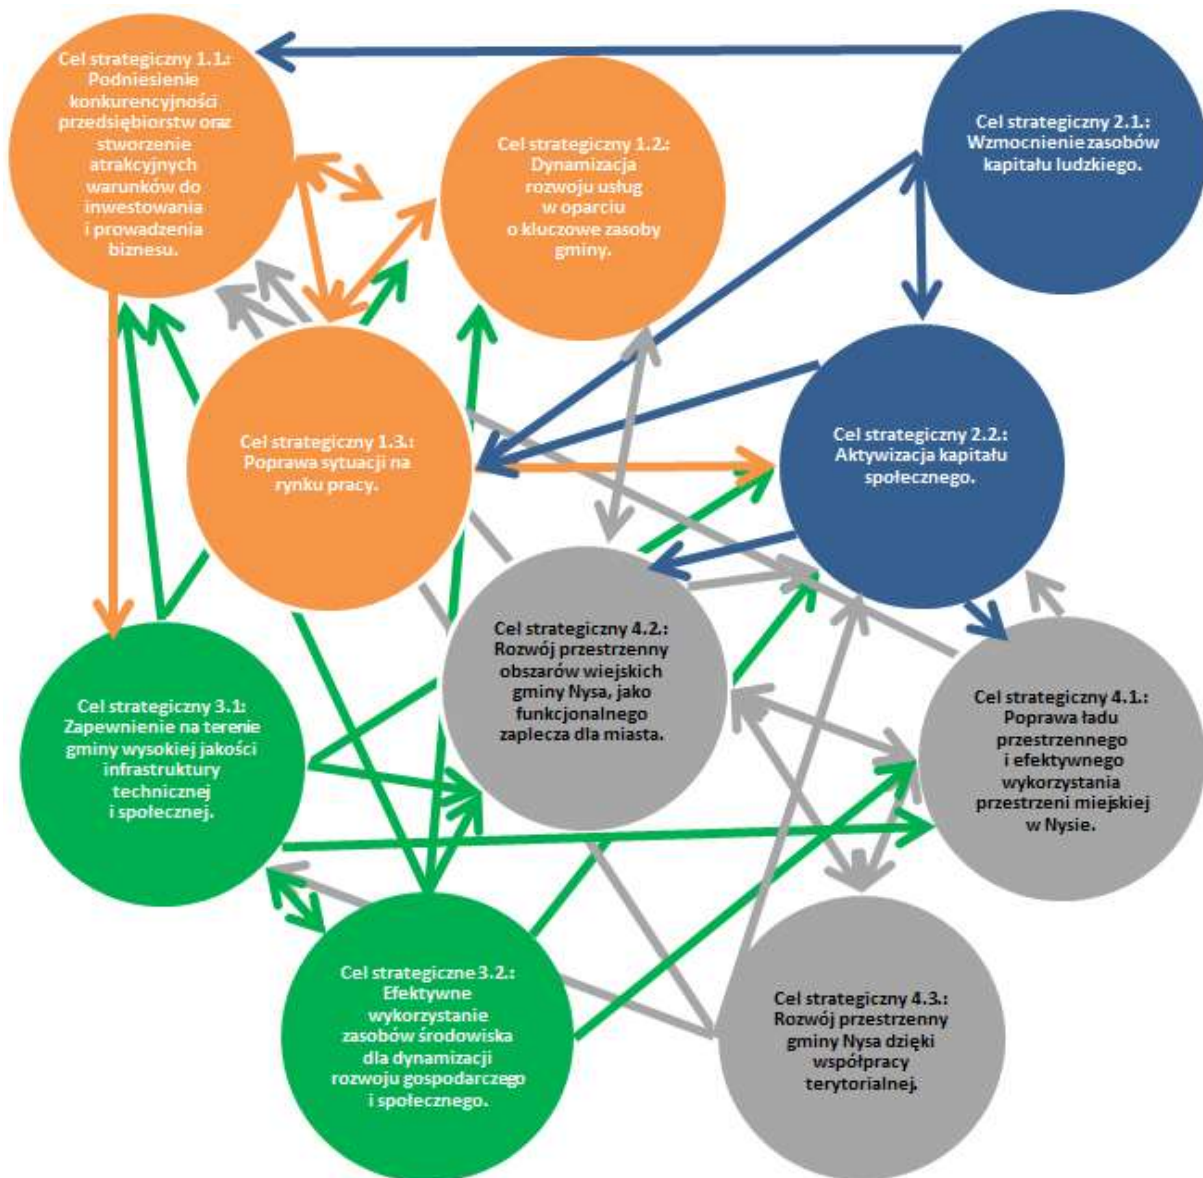 Cel strategiczny 1.1.:
Podniesienie
konkurencyjności
przedsiębiorstw oraz
stworzenie
atrakcyjnych
warunków do
inwestowania
i prowadzenia
biznesu.
Cel strategiczny 1.2.:
Dynamizacja
rozwoju usług
w oparciu
o kluczowe zasoby
gminy.
Cel strategiczny 2.1.:
Wzmocnienie zasobów
kapitału ludzkiego.
Cel strategiczny 1.3.:
Poprawa sytuacji na
rynku pracy.
Cel strategiczny 2.2.:
Aktywizacja kapitału
społecznego.
Cel strategiczny 3.1:
Zapewnienie na terenie
gminy wysokiej jakości
infrastruktury
technicznej
i społecznej.
Cel strategiczny 4.2.:
Rozwój przestrzenny
obszarów wiejskich
gminy Nysa, jako
funkcjonalnego
zaplecza dla miasta.
Cel strategiczny 4.1.:
Poprawa ładu
przestrzennego
i efektywnego
wykorzystania
przestrzeni miejskiej
w Nysie.
Cel strategiczne 3.2.:
Efektywne
wykorzystanie
zasobów środowiska
dla dynamizacji
rozwoju gospodarczego
i społecznego.
Cel strategiczny 4.3.:
Rozwój przestrzenny
gminy Nysa dzięki
współpracy
terytorialnej.